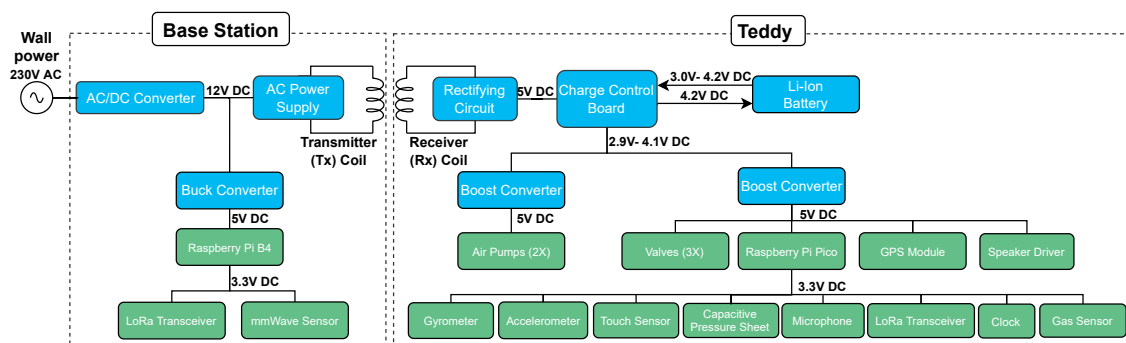 Base Station
Teddy
Wall
power
230V AC
AC/DC Converter
12V DC
AC Power
Supply
Transmitter
(Tx) Coil
Receiver
(Rx) Coil
Rectifying
Circuit
5V DC
Charge Control
Board
3.0V- 4.2V DC
4.2V DC
Li-Ion
Battery
2.9V- 4.1V DC
Buck Converter
5V DC
Raspberry Pi B4
3.3V DC
LoRa Transceiver
mmWave Sensor
Boost Converter
5V DC
Air Pumps (2X)
Boost Converter
5V DC
Valves (3X)
Raspberry Pi Pico
GPS Module
Speaker Driver
3.3V DC
Gyrometer
Accelerometer
Touch Sensor
Capacitive
Pressure Sheet
Microphone
LoRa Transceiver
Clock
Gas Sensor